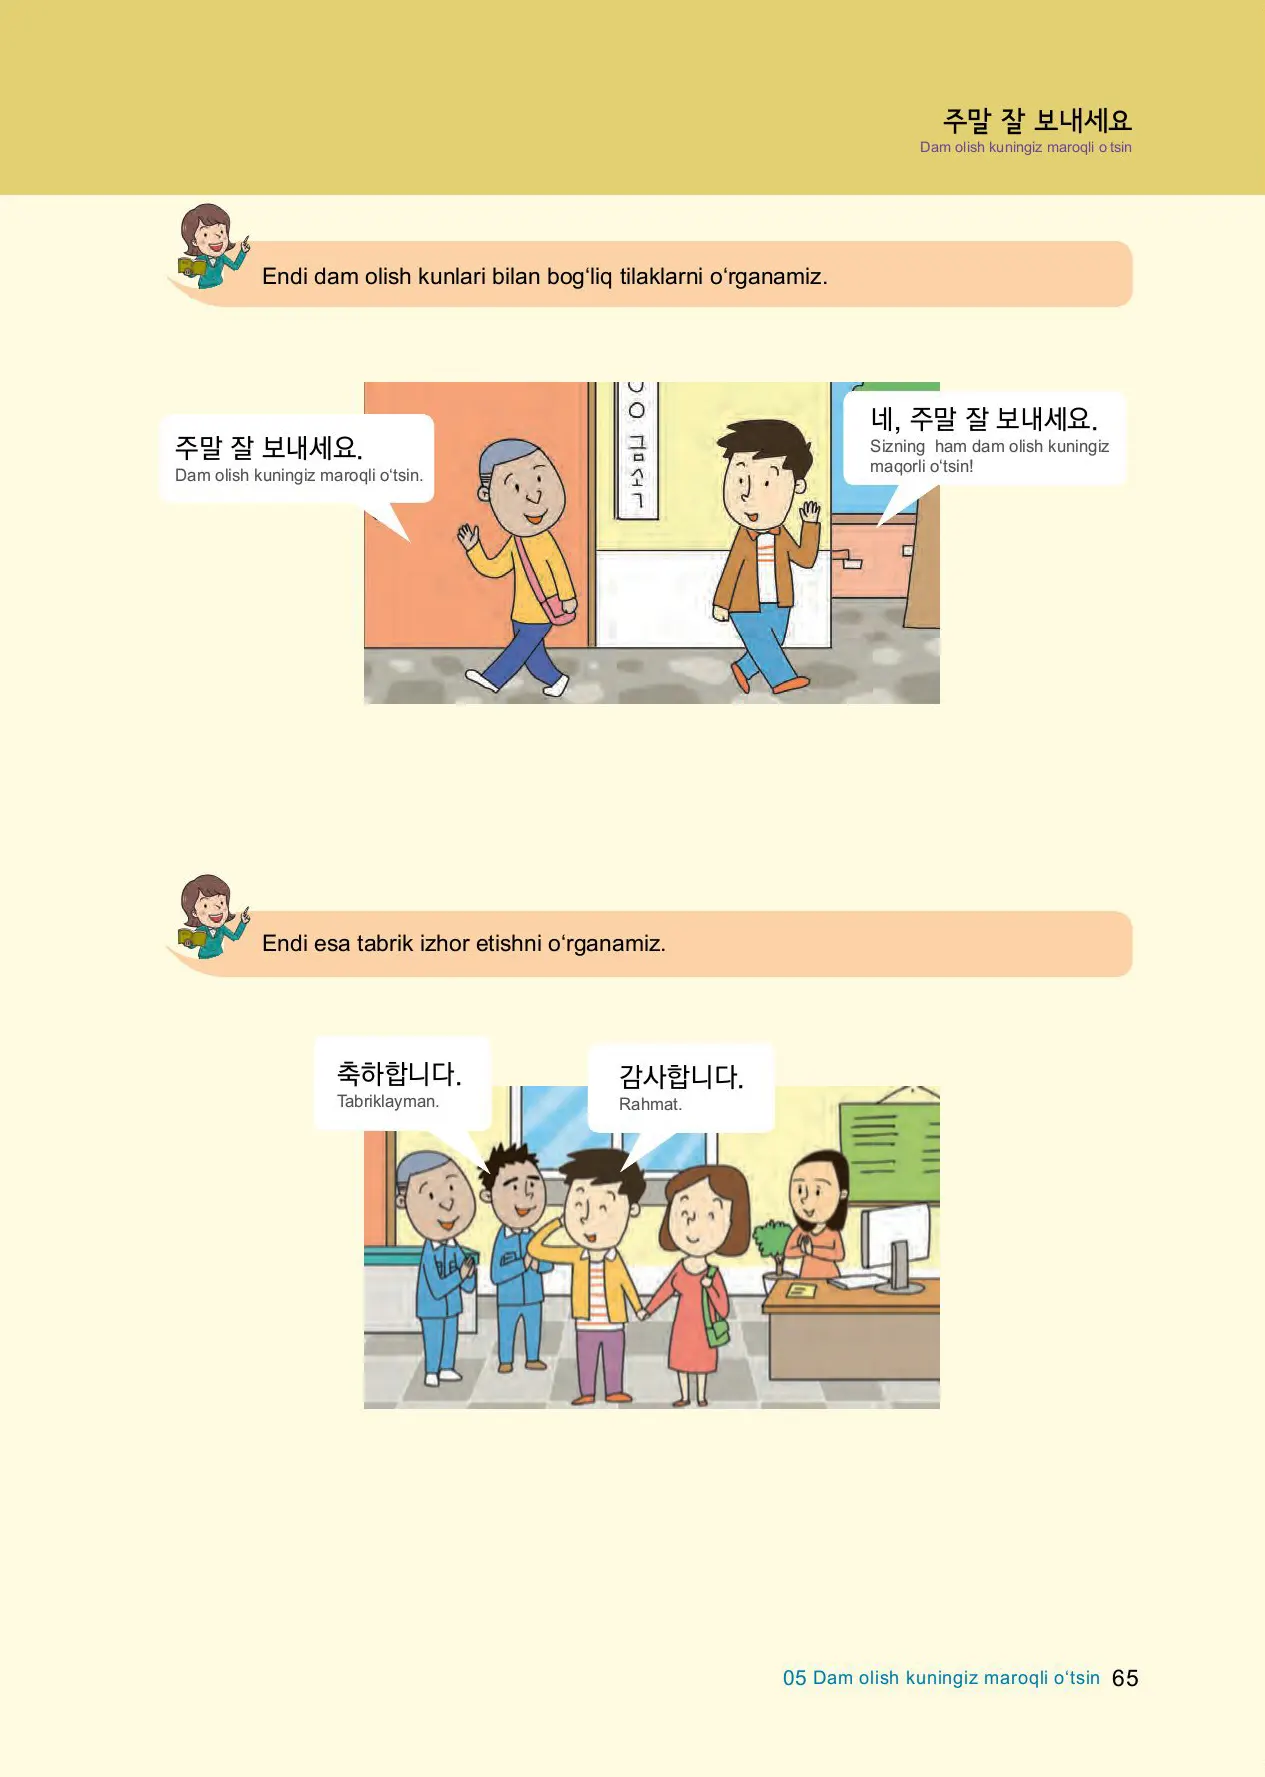 주말 잘 보내세요
Dam olish kuningiz maroqli o tsin
Endi dam olish kunlari bilan bog‘liq tilaklarni o‘rganamiz.
주말 잘 보내세요.
Dam olish kuningiz maroqli o‘tsin.
네, 주말 잘 보내세요.
Sizning ham dam olish kuningiz
maqorli o‘tsin!
금
소
ㄱ
Endi esa tabrik izhor etishni o‘rganamiz.
축하합니다.
Tabriklayman.
감사합니다.
Rahmat.
05 Dam olish kuningiz maroqli o‘tsin 65